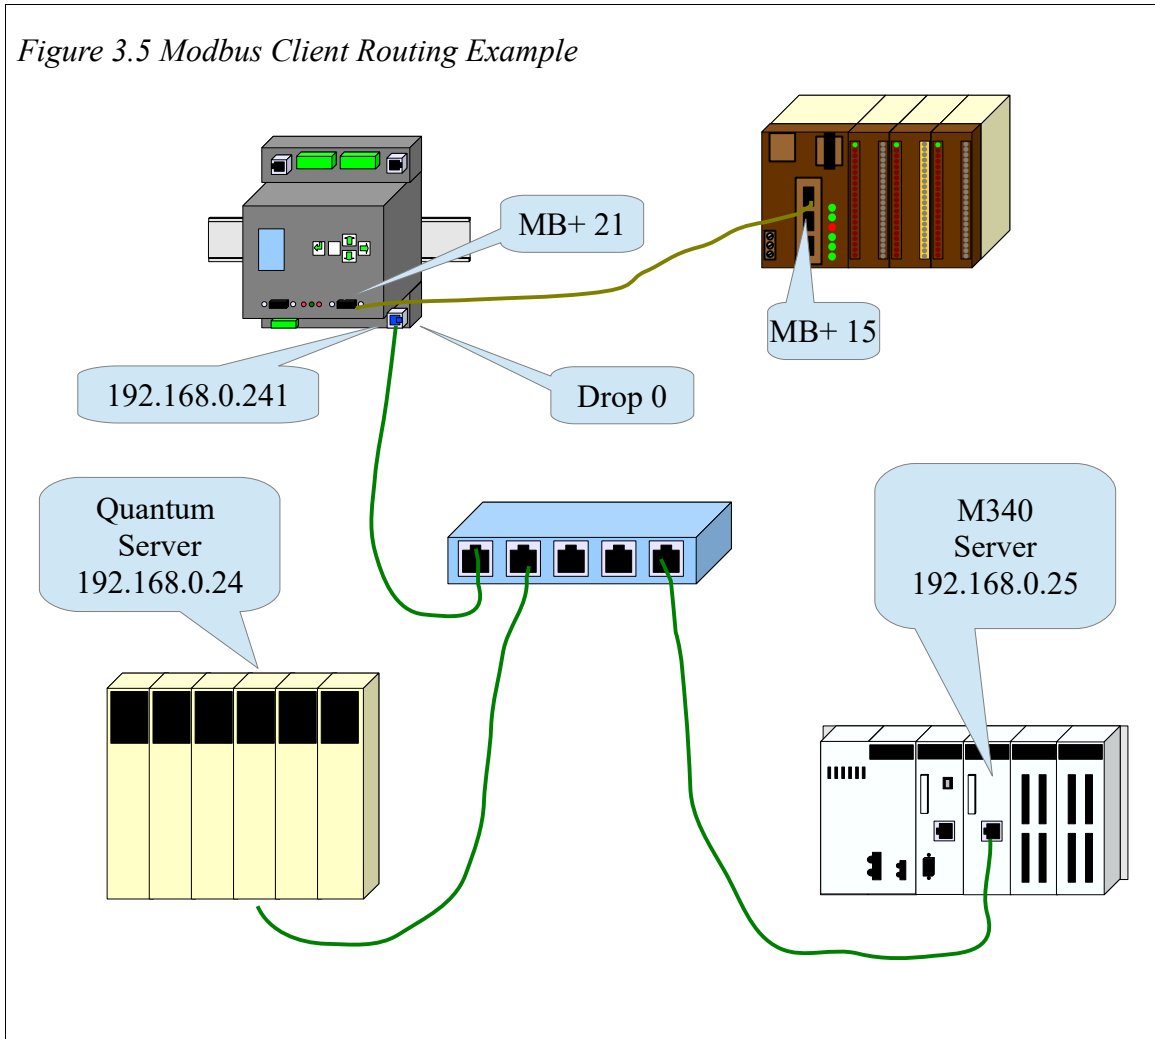 Figure 3.5 Modbus Client Routing Example
MB+ 21
MB+ 15
192.168.0.241
Drop 0
Quantum
Server
192.168.0.24
M340
Server
192.168.0.25